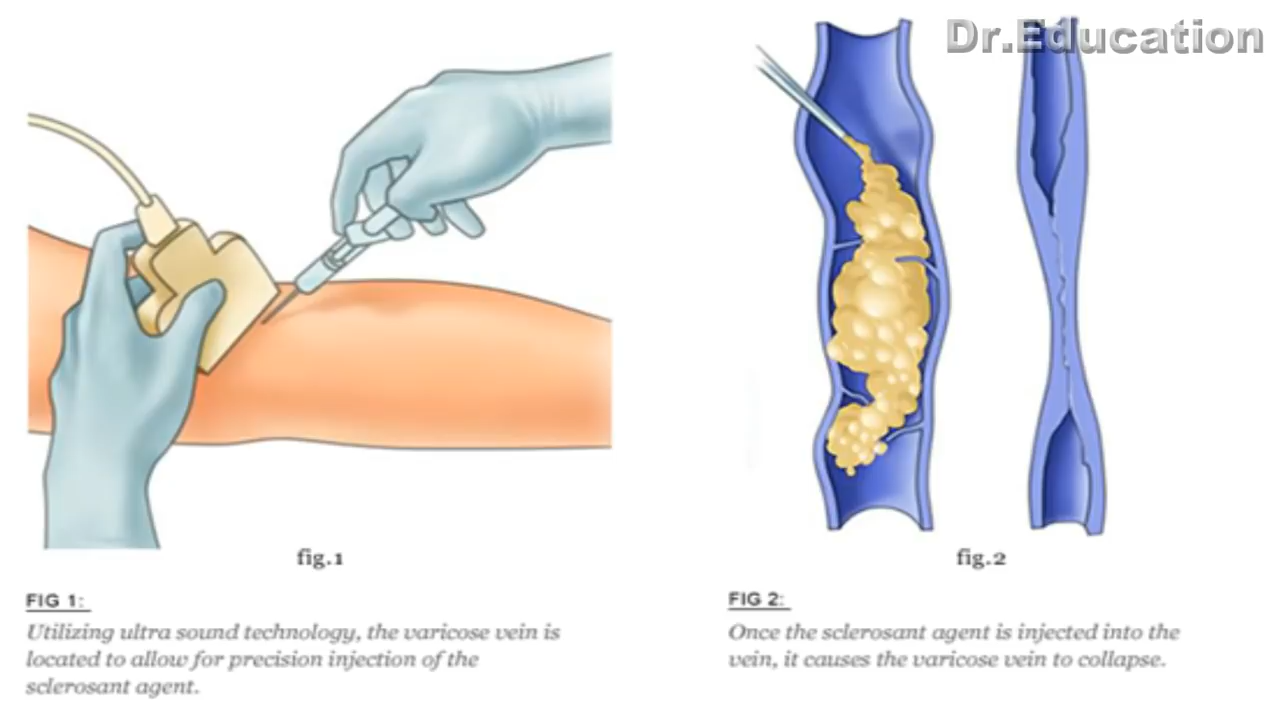 Dr.Education
fig.1
FIG 1:
Utilizing ultra sound technology, the varicose vein is
located to allow for precision injection of the
sclerosant agent.
fig.2
FIG 2:
Once the sclerosant agent is injected into the
vein, it causes the varicose vein to collapse.